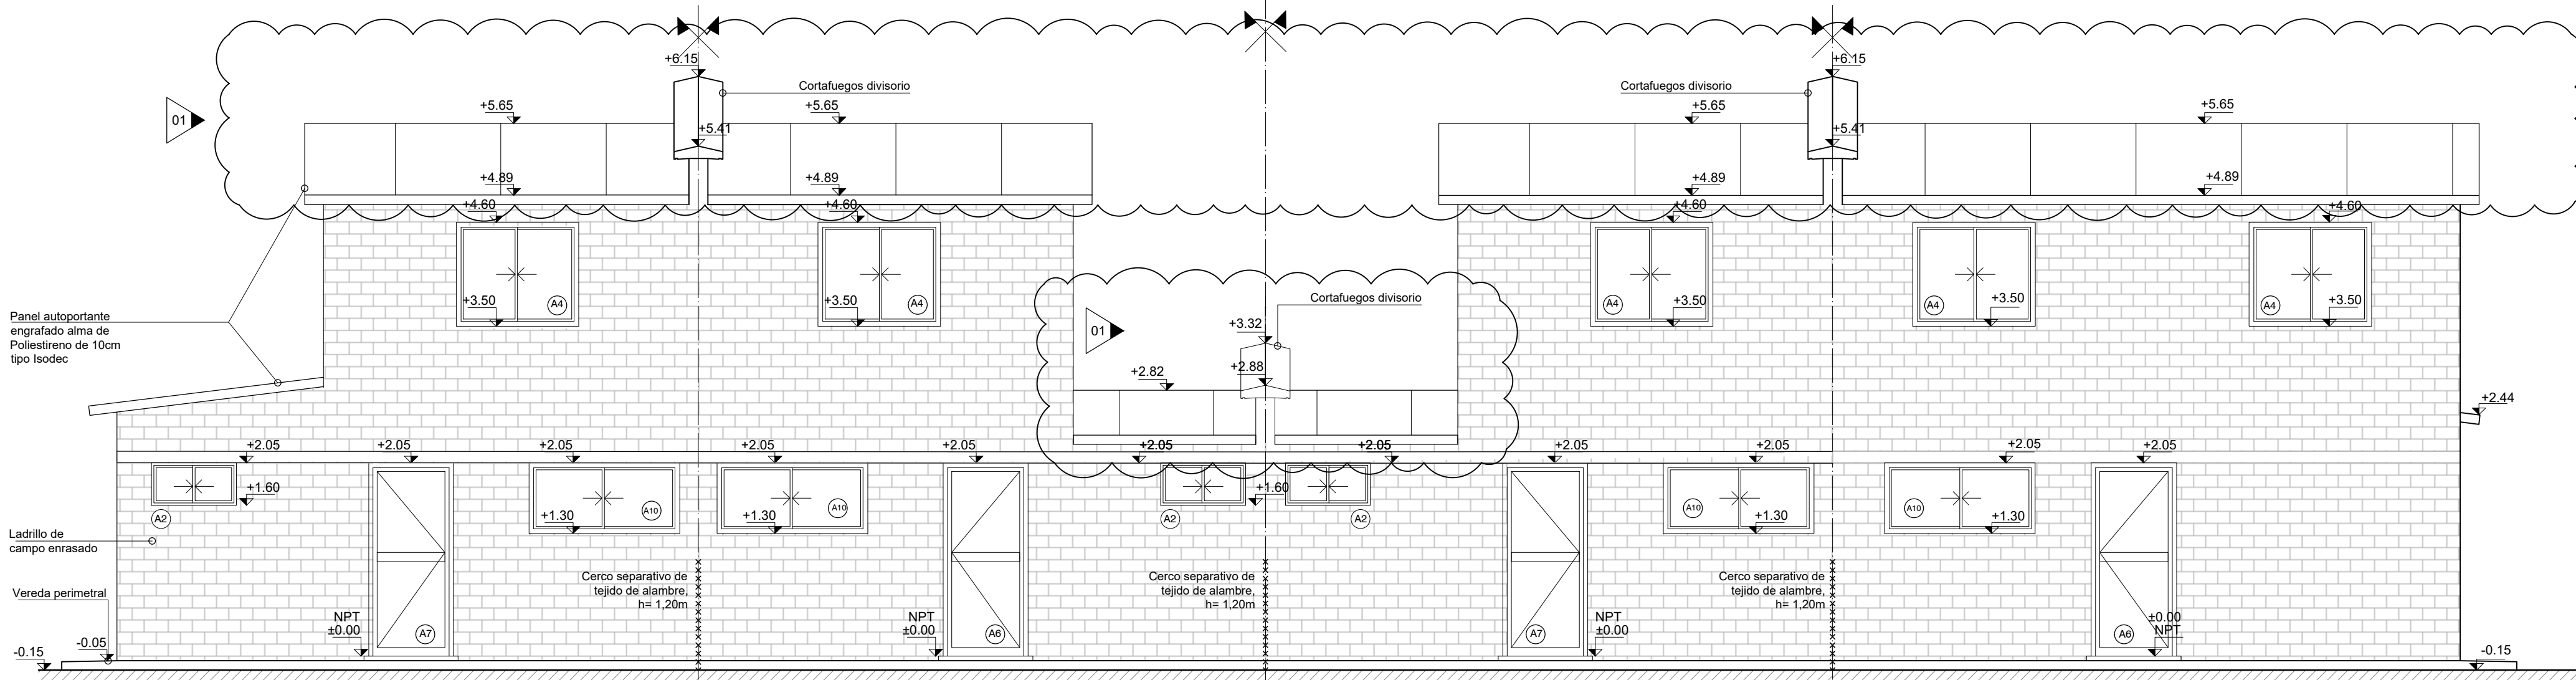 +6.15
+6.15
Cortafuegos divisorio
Cortafuegos divisorio
+5.65
+5.65
+5.65
+5.65
01
+5.41
+5.41
+4.89
+4.89
+4.89
+4.89
+4.60
+4.60
+4.60
+4.60
+3.50
A4
+3.50
A4
A4
+3.50
A4
+3.50
A4
+3.50
Cortafuegos divisorio
Panel autoportante
engrafado alma de
Poliestireno de 10cm
tipo Isodec
01
+3.32
+2.88
+2.82
+2.44
+2.05
+2.05
+2.05
+2.05
+2.05
+2.05
+2.05
+2.05
+2.05
+2.05
+2.05
+1.60
+1.60
A2
A2
A2
A10
A10
A10
A10
+1.30
+1.30
+1.30
+1.30
Ladrillo de
campo enrasado
Cerco separativo de
tejido de alambre,
h= 1,20m
Cerco separativo de
tejido de alambre,
h= 1,20m
Cerco separativo de
tejido de alambre,
h= 1,20m
Vereda perimetral
NPT
±0.00
A7
NPT
±0.00
A6
A7
NPT
±0.00
A6
±0.00
NPT
-0.05
-0.15
-0.15